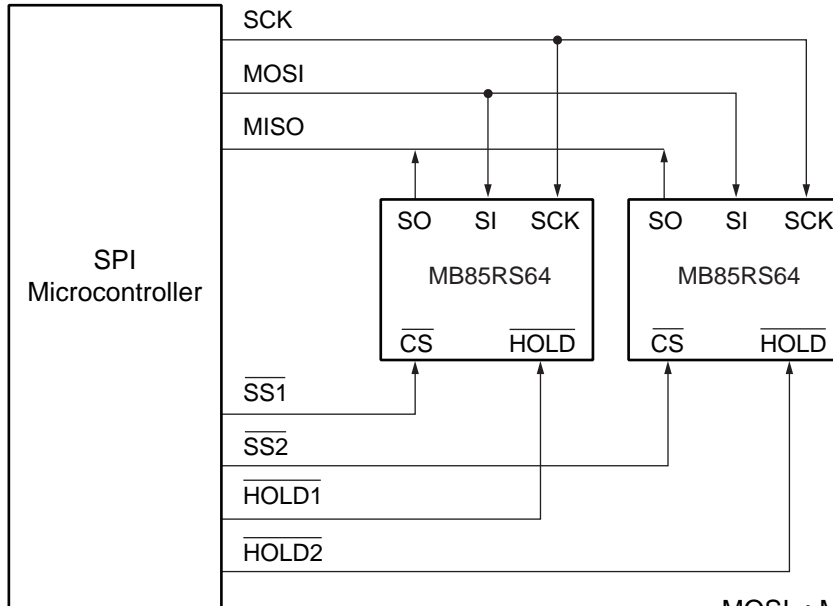 SCK
MOSI
MISO
SO SI SCK
SO SI SCK
SPI
Microcontroller
MB85RS64
MB85RS64
CS HOLD
CS HOLD
SS1
SS2
HOLD1
HOLD2
MOSI : M